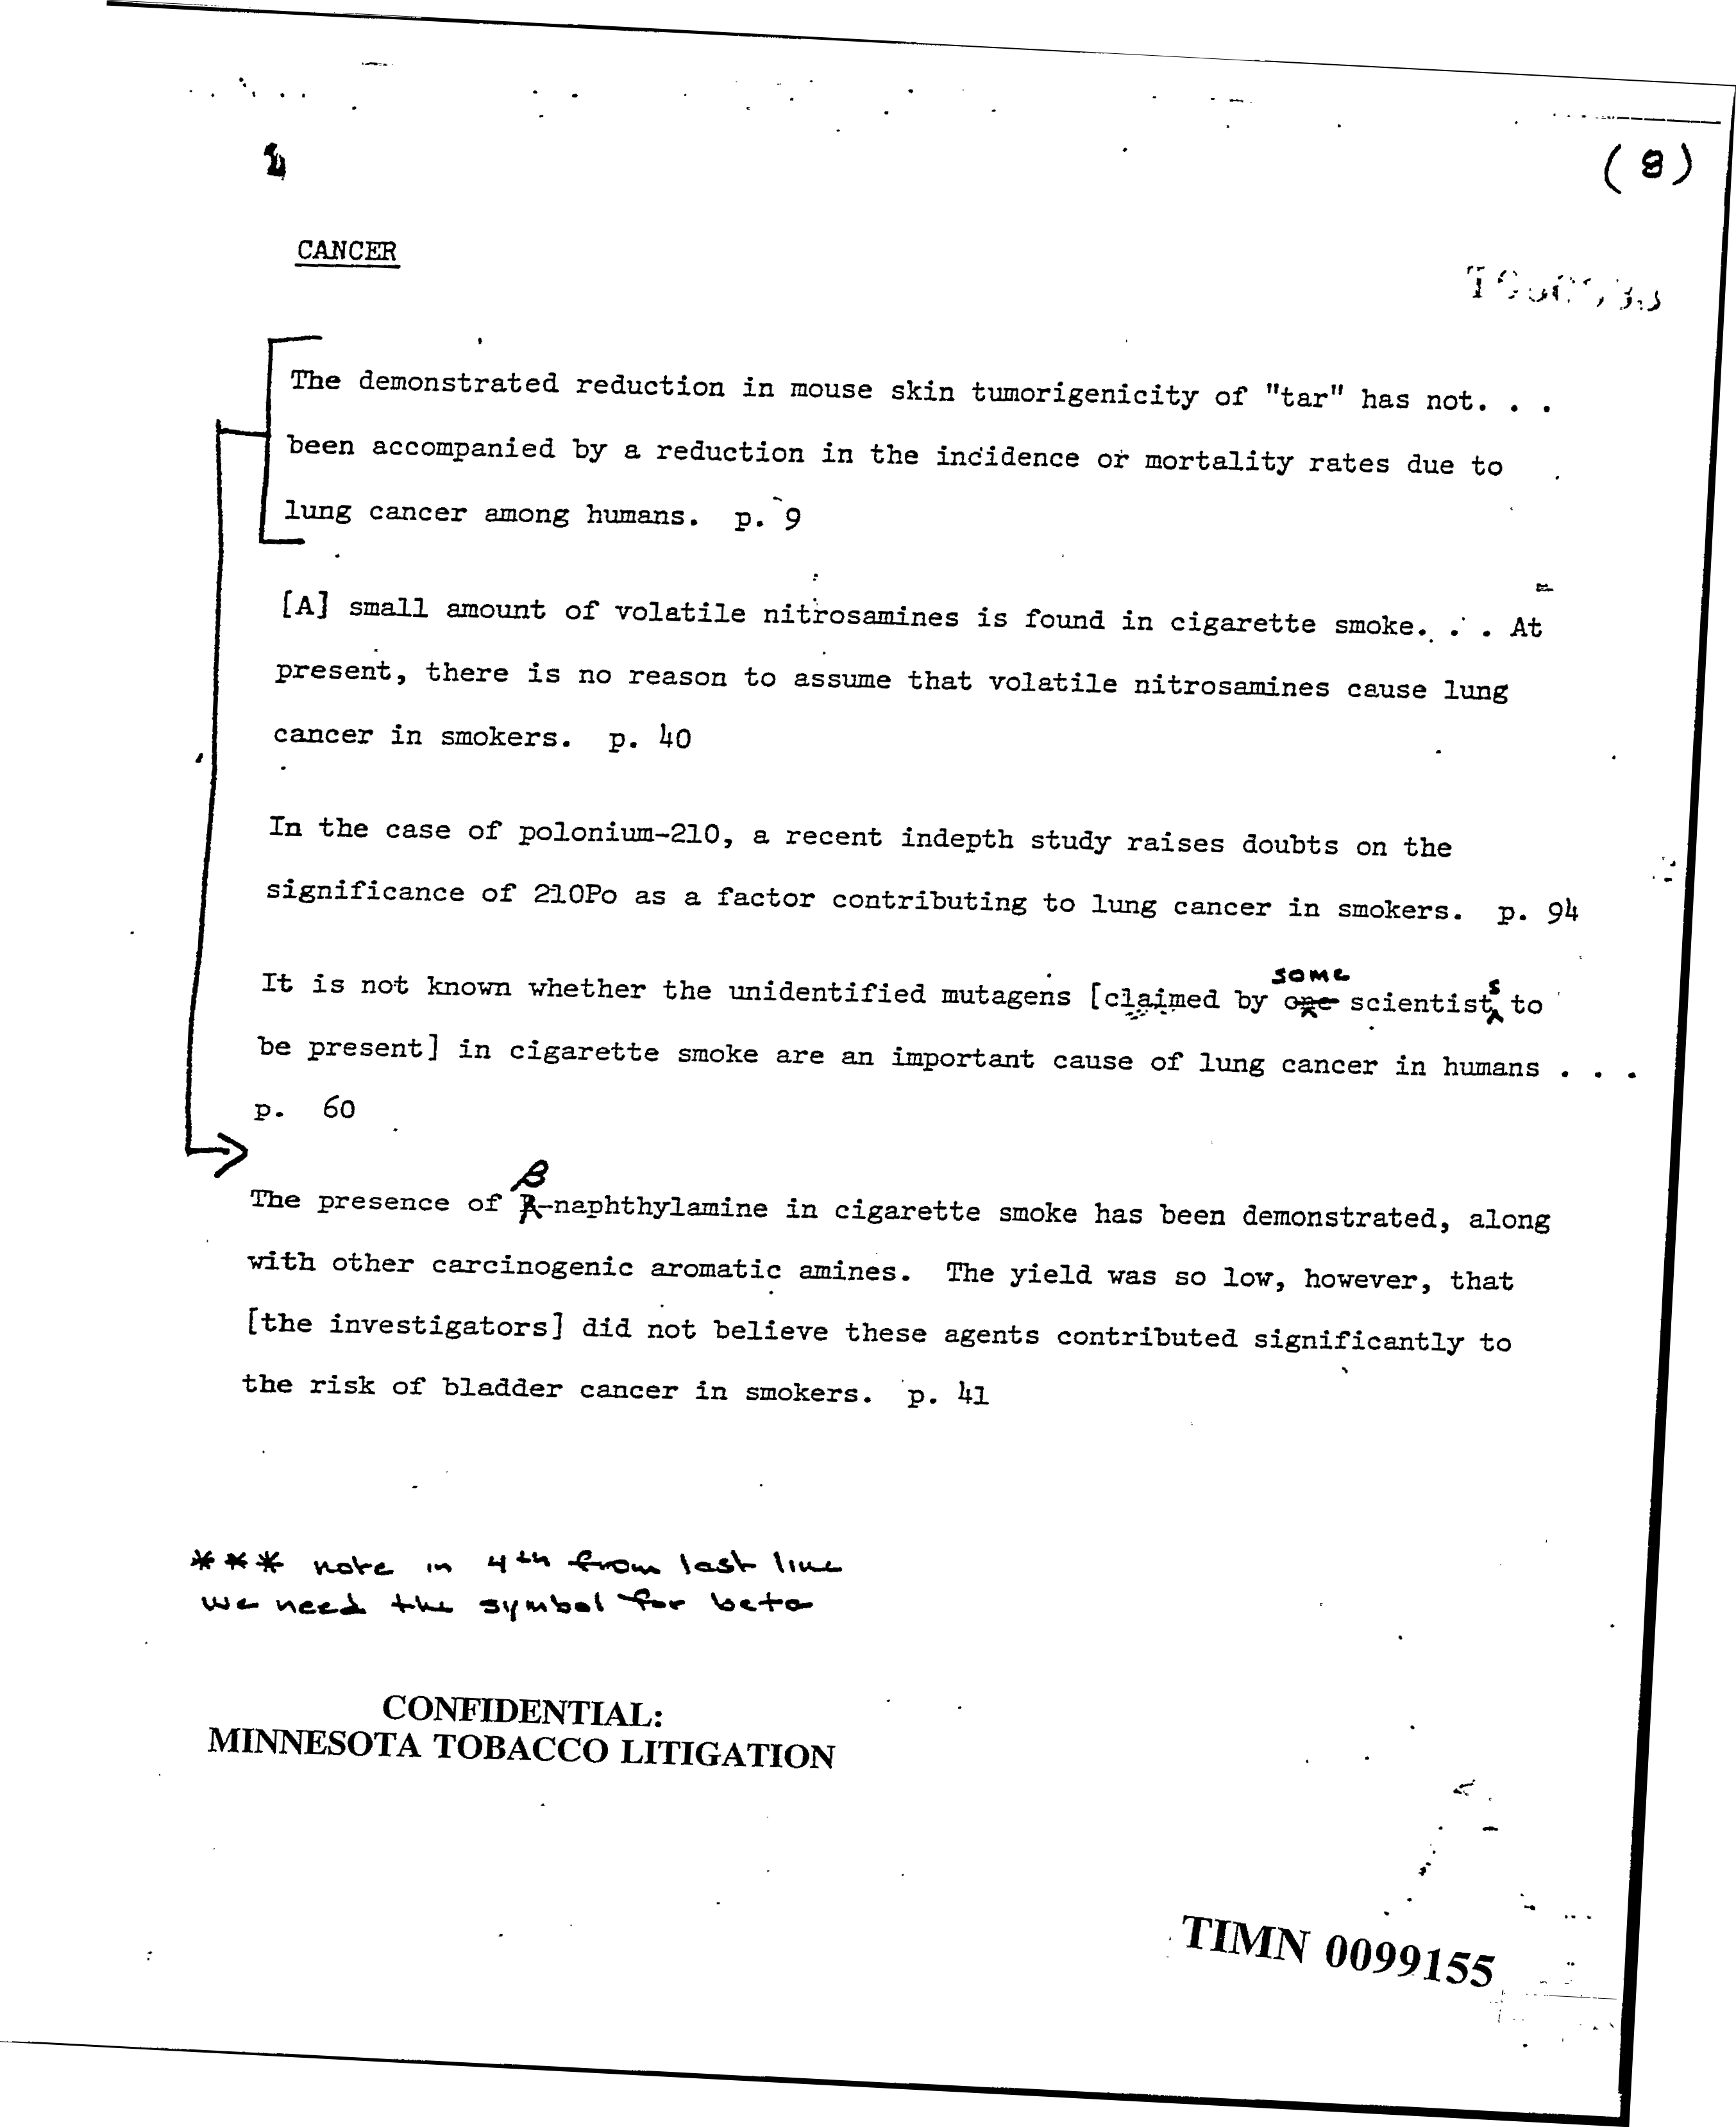 (8)
CANCER
The demonstrated reduction in mouse skin tumorigenicity of "tar" has not. . .
been accompanied by a reduction in the incidence or mortality rates due to
lung cancer among humans. p. 9
[A] small amount of volatile nitrosamines is found in cigarette smoke. . . At
present, there is no reason to assume that volatile nitrosamines cause lung
cancer in smokers. p. 40
In the case of polonium-210, a recent indepth study raises doubts on the
significance of 210Po as a factor contributing to lung cancer in smokers. p. 94
some s
It is not known whether the unidentified mutagens [claimed by one scientist to
be present] in cigarette smoke are an important cause of lung cancer in humans . . .
p. 60
β
The presence of B-naphthylamine in cigarette smoke has been demonstrated, along
with other carcinogenic aromatic amines. The yield was so low, however, that
[the investigators] did not believe these agents contributed significantly to
the risk of bladder cancer in smokers. p. 41
*** note in 4th from last line
we need the symbol for beta
CONFIDENTIAL:
MINNESOTA TOBACCO LITIGATION
TIMN 0099155